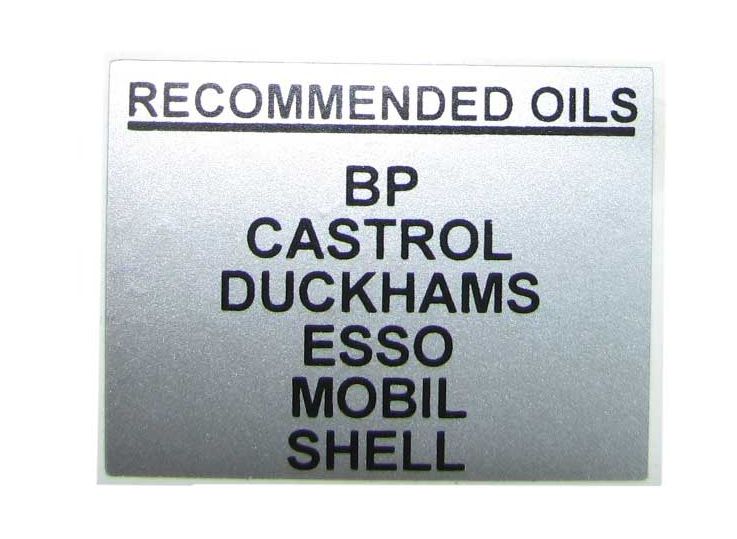 RECOMMENDED OILS
BP
CASTROL
DUCKHAMS
ESSO
MOBIL
SHELL